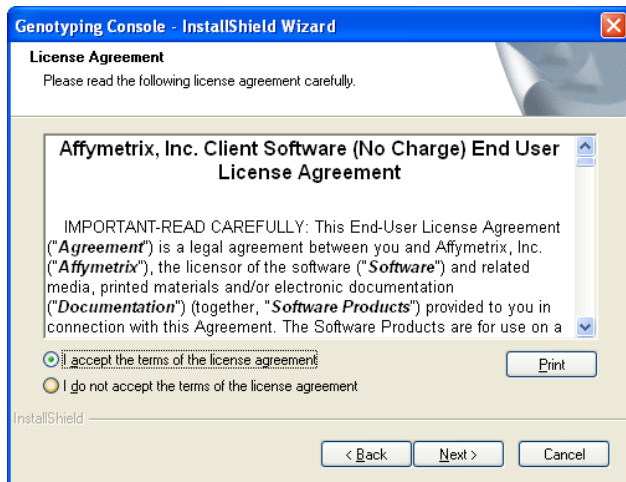 Genotyping Console - InstallShield Wizard
License Agreement
Please read the following license agreement carefully.
Affymetrix, Inc. Client Software (No Charge) End User
License Agreement
IMPORTANT-READ CAREFULLY: This End-User License Agreement
("Agreement") is a legal agreement between you and Affymetrix, Inc.
("Affymetrix"), the licensor of the software ("Software") and related
media, printed materials and/or electronic documentation
("Documentation") (together, "Software Products") provided to you in
connection with this Agreement. The Software Products are for use on a
I accept the terms of the license agreement
Print
I do not accept the terms of the license agreement
InstallShield
< Back
Next >
Cancel